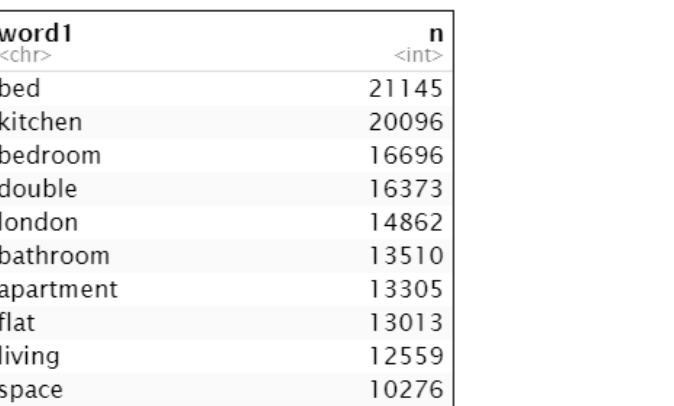 word1 n
<chr> <int>
bed 21145
kitchen 20096
bedroom 16696
double 16373
london 14862
bathroom 13510
apartment 13305
flat 13013
living 12559
space 10276